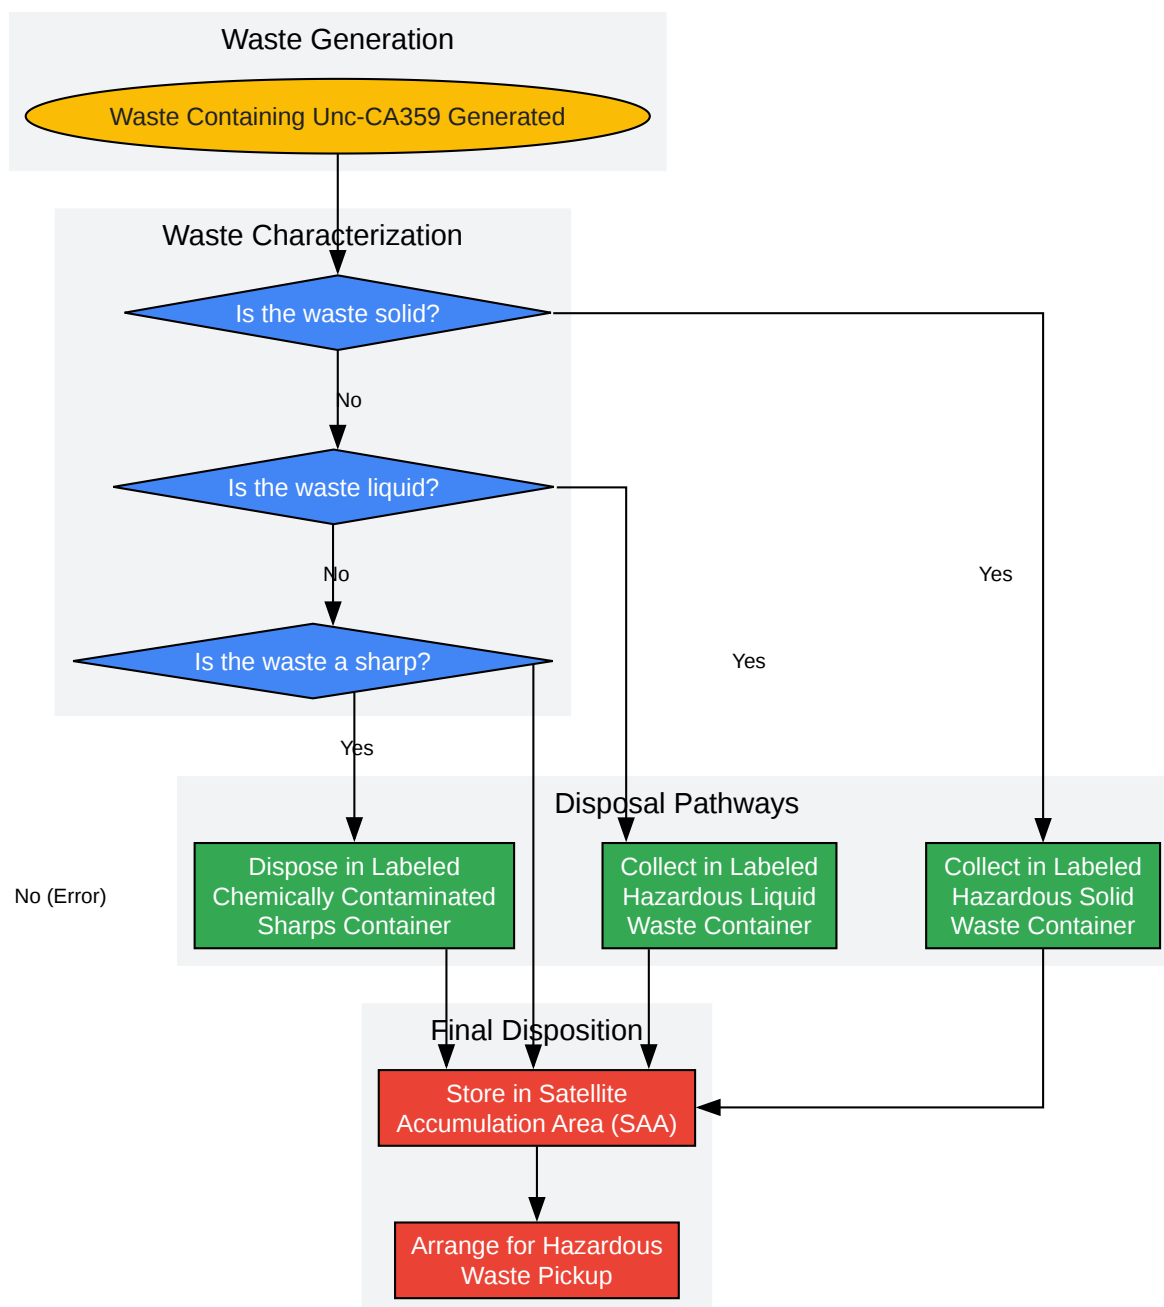 Waste Generation
Waste Containing Unc-CA359 Generated
Waste Characterization
Is the waste solid?
No
Is the waste liquid?
No
Yes
Is the waste a sharp?
Yes
Yes
Disposal Pathways
Dispose in Labeled
Chemically Contaminated
Sharps Container
Collect in Labeled
Hazardous Liquid
Waste Container
Collect in Labeled
Hazardous Solid
Waste Container
No (Error)
Final Disposition
Store in Satellite
Accumulation Area (SAA)
Arrange for Hazardous
Waste Pickup